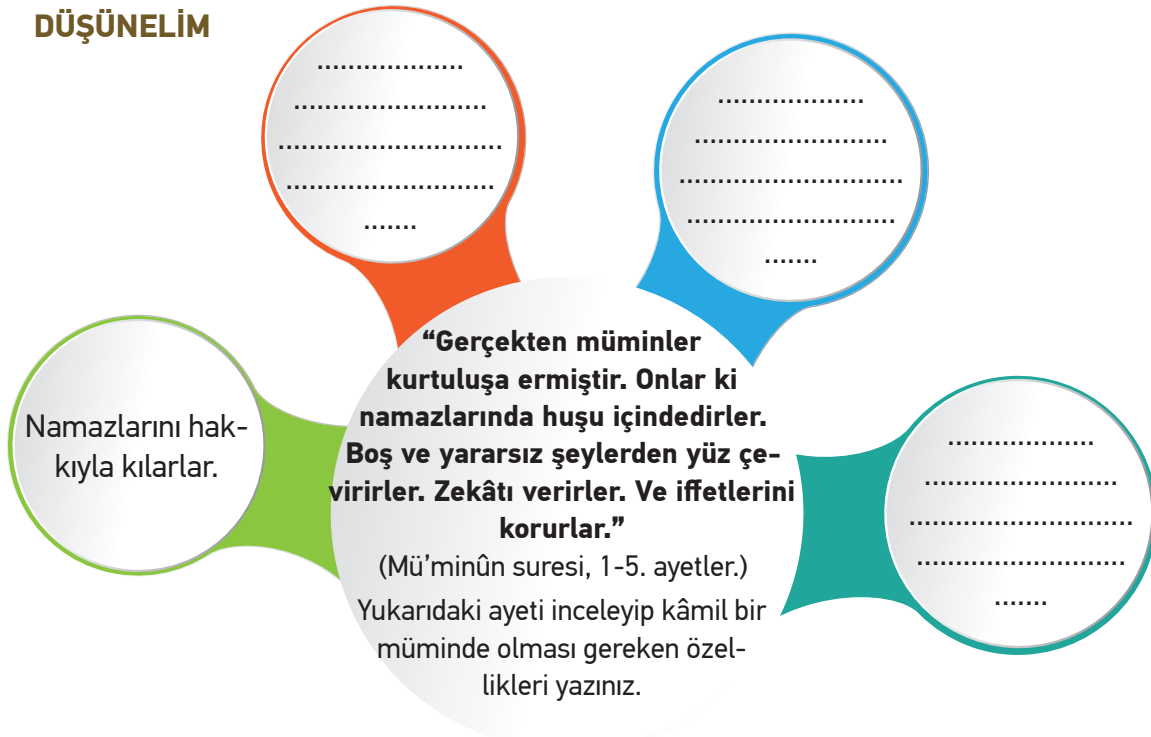 DÜŞÜNELİM
...................
.........................
.............................
...........................
.......
...................
.........................
.............................
...........................
.......
Namazlarını hak-
kıyla kılarlar.
“Gerçekten müminler
kurtuluşa ermiştir. Onlar ki
namazlarında huşu içindedirler.
Boş ve yararsız şeylerden yüz çe-
virirler. Zekâtı verirler. Ve iffetlerini
korurlar.”
(Mü’minûn suresi, 1-5. ayetler.)
Yukarıdaki ayeti inceleyip kâmil bir
müminde olması gereken özel-
likleri yazınız.
...................
.........................
.............................
...........................
.......